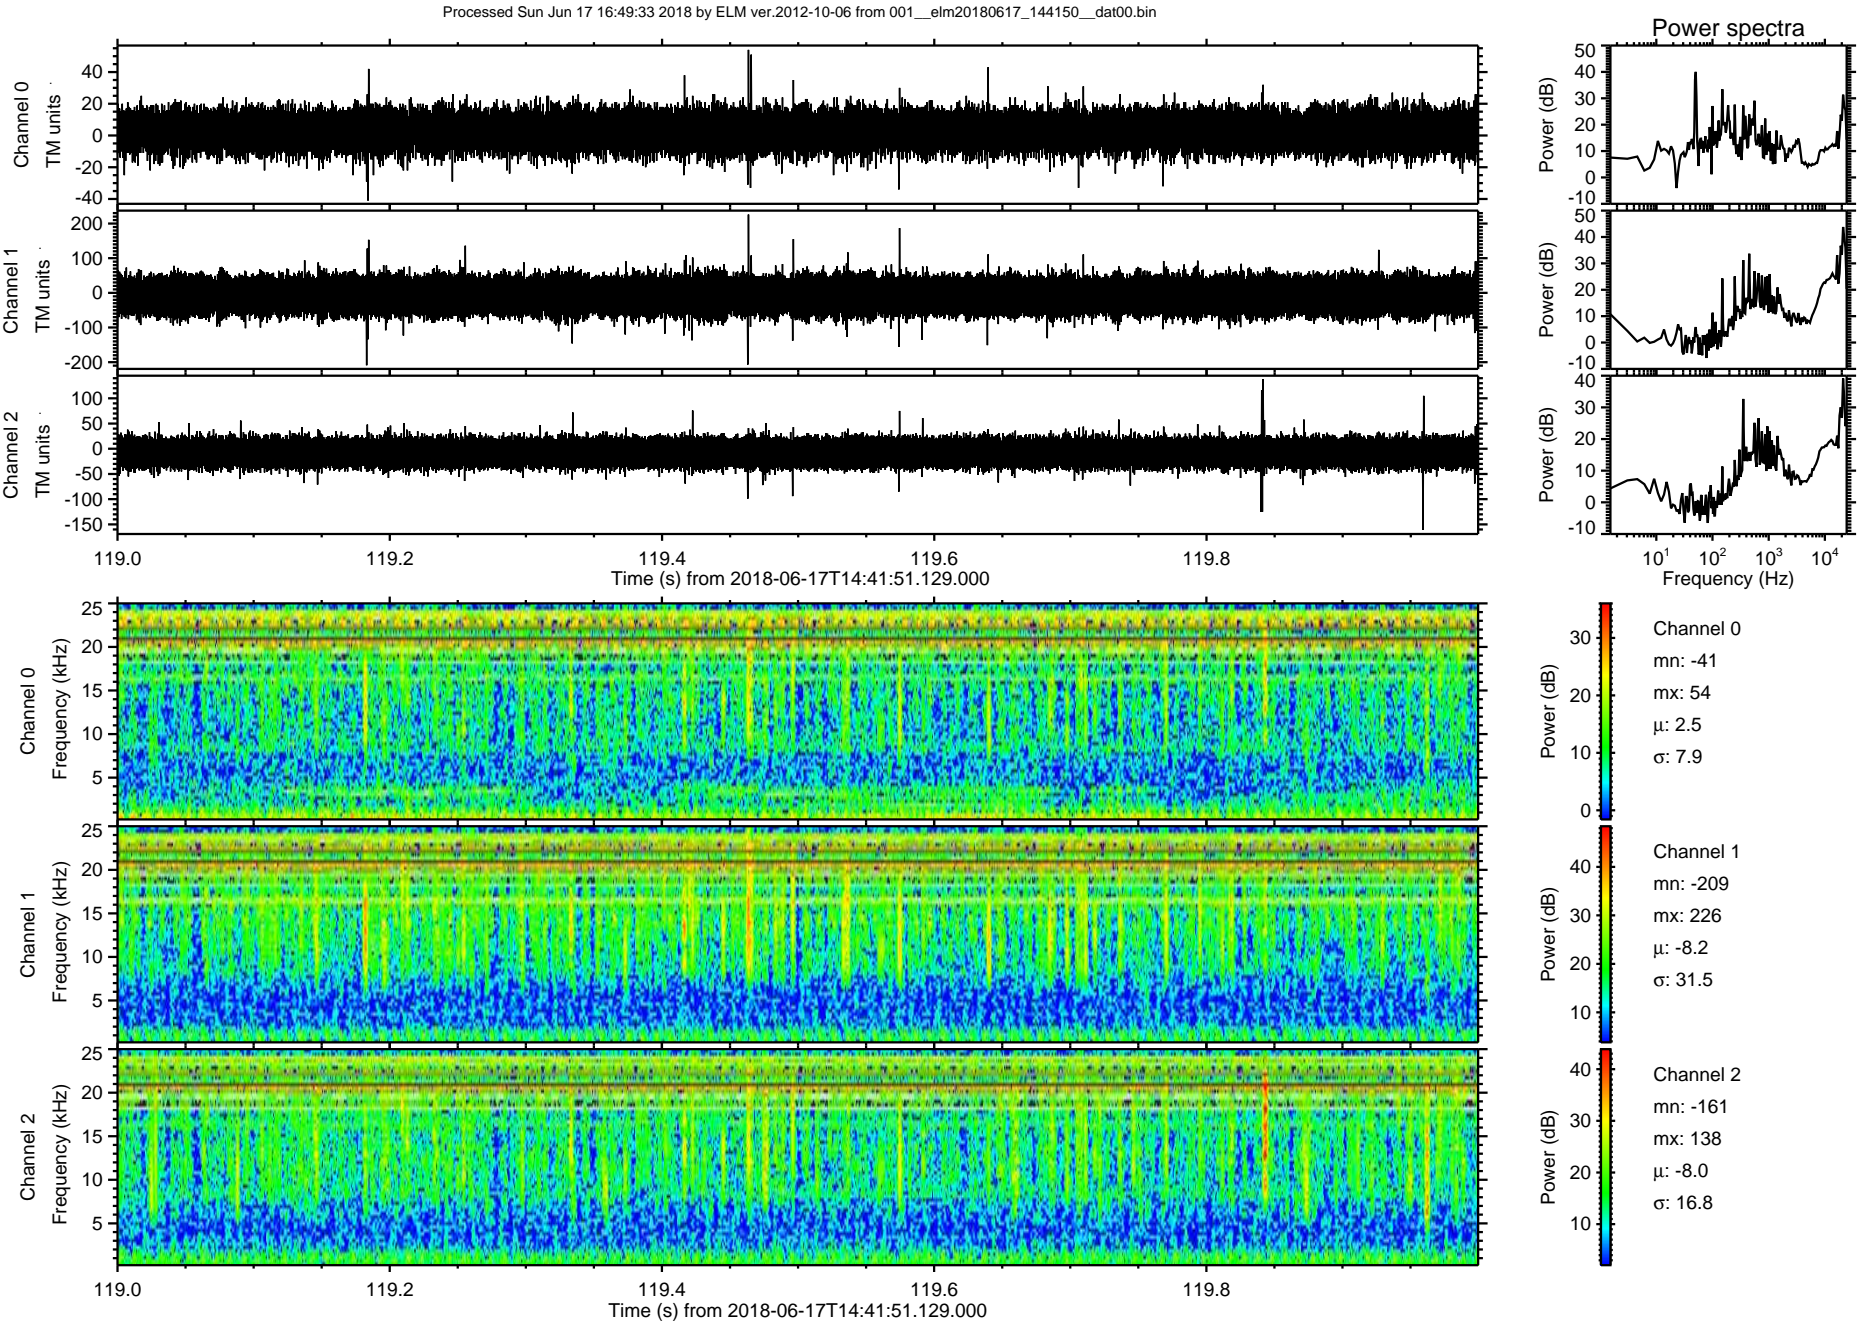 Processed Sun Jun 17 16:49:33 2018 by ELM ver.2012-10-06 from 001__elm20180617_144150__dat00.bin
Power spectra
Channel 0
TM units
40
20
0
-20
-40
Power (dB)
50
40
30
20
10
0
-10
Channel 1
TM units
200
100
0
-100
-200
Power (dB)
50
40
30
20
10
0
-10
Channel 2
TM units
100
50
0
-50
-100
-150
Power (dB)
40
30
20
10
0
-10
119.0 119.2 119.4 119.6 119.8
Time (s) from 2018-06-17T14:41:51.129.000
10¹ 10² 10³ 10⁴
Frequency (Hz)
Channel 0
Frequency (kHz)
25
20
15
10
5
Power (dB)
30
20
10
0
Channel 0
mn: -41
mx: 54
μ: 2.5
σ: 7.9
Channel 1
Frequency (kHz)
25
20
15
10
5
Power (dB)
40
30
20
10
Channel 1
mn: -209
mx: 226
μ: -8.2
σ: 31.5
Channel 2
Frequency (kHz)
25
20
15
10
5
Power (dB)
40
30
20
10
Channel 2
mn: -161
mx: 138
μ: -8.0
σ: 16.8
119.0 119.2 119.4 119.6 119.8
Time (s) from 2018-06-17T14:41:51.129.000